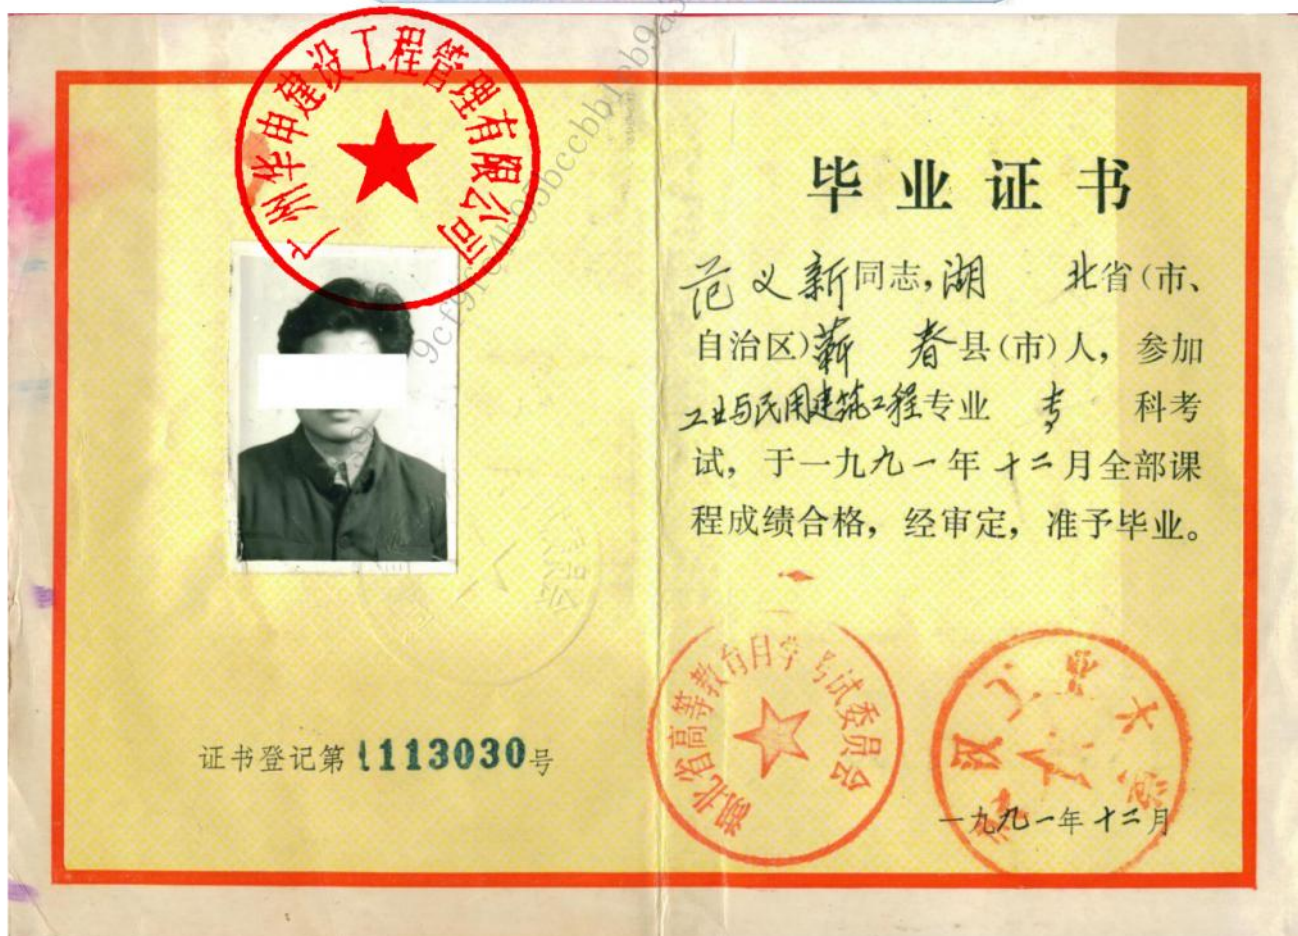 广州华申建设工程管理有限公司
证书登记第1113030号
毕业证书
范义新同志,湖 北省(市、
自治区)蕲 春县(市)人,参加
工业与民用建筑工程专业 专 科考
试,于一九九一年十二月全部课
程成绩合格,经审定,准予毕业。
湖北省高等教育自学考试委员会
一九九一年十二月